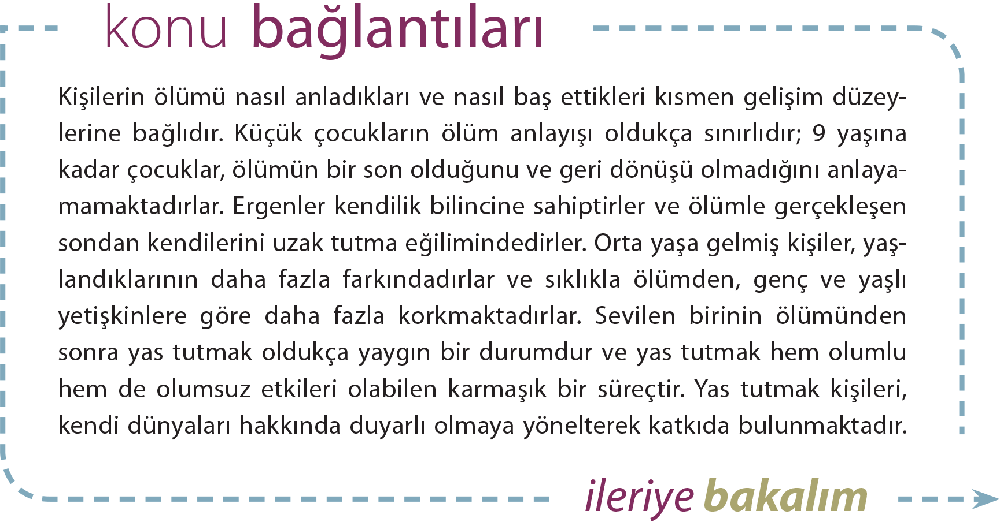 konu bağlantıları
Kişilerin ölümü nasıl anladıkları ve nasıl baş ettikleri kısmen gelişim düzey-
lerine bağlıdır. Küçük çocukların ölüm anlayışı oldukça sınırlıdır; 9 yaşına
kadar çocuklar, ölümün bir son olduğunu ve geri dönüşü olmadığını anlaya-
mamaktadırlar. Ergenler kendilik bilincine sahiptirler ve ölümle gerçekleşen
sondan kendilerini uzak tutma eğilimindedirler. Orta yaşa gelmiş kişiler, yaş-
landıklarının daha fazla farkındadırlar ve sıklıkla ölümden, genç ve yaşlı
yetişkinlere göre daha fazla korkmaktadırlar. Sevilen birinin ölümünden
sonra yas tutmak oldukça yaygın bir durumdur ve yas tutmak hem olumlu
hem de olumsuz etkileri olabilen karmaşık bir süreçtir. Yas tutmak kişileri,
kendi dünyaları hakkında duyarlı olmaya yönelterek katkıda bulunmaktadır.
ileriye bakalım